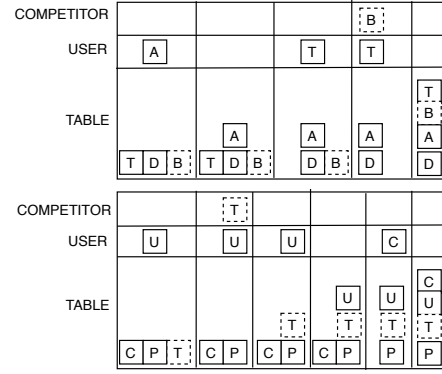 COMPETITOR B
USER A T T
T
TABLE B
A A A A
T D B T D B D B D D
COMPETITOR T
USER U U U C
C
TABLE U U U
T T T T
C P T C P C P C P P P